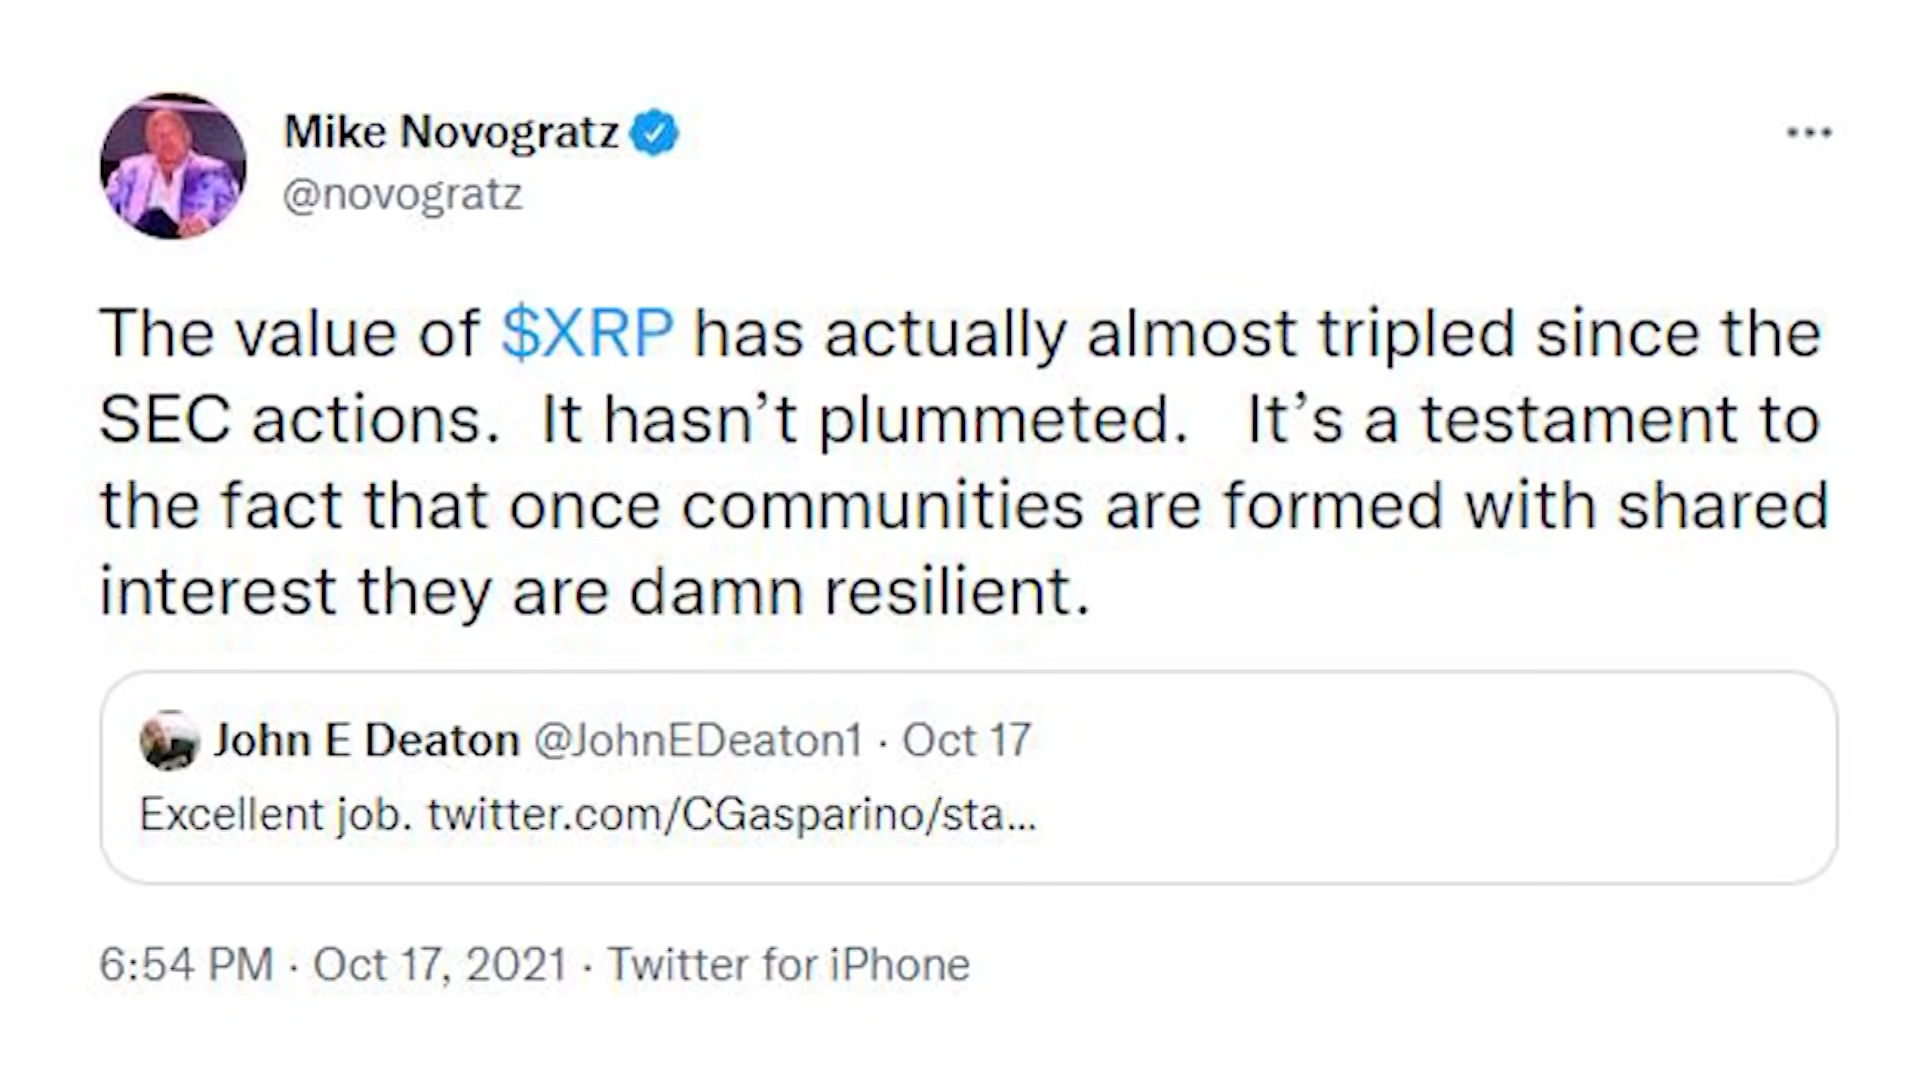 Mike Novogratz
@novogratz
The value of $XRP has actually almost tripled since the
SEC actions.  It hasn’t plummeted.   It’s a testament to
the fact that once communities are formed with shared
interest they are damn resilient.
John E Deaton @JohnEDeaton1 · Oct 17
Excellent job. twitter.com/CGasparino/sta...
6:54 PM · Oct 17, 2021 · Twitter for iPhone